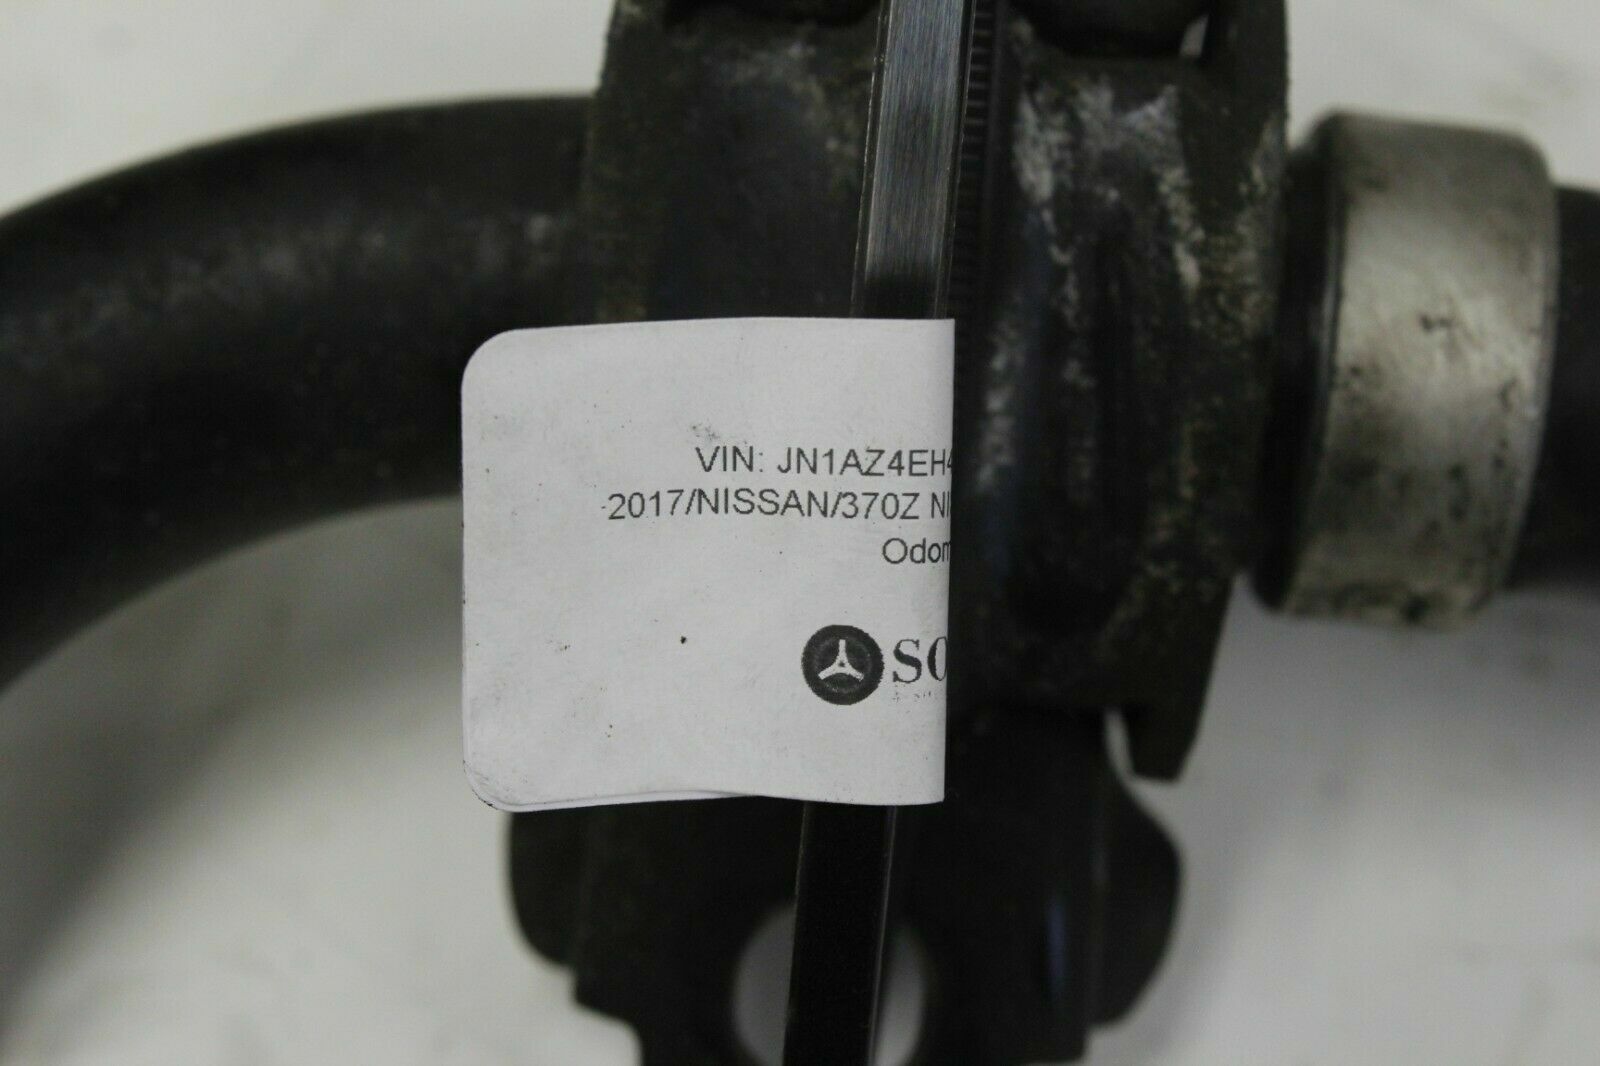 VIN: JN1AZ4EH4
2017/NISSAN/370Z NI
Odom
SO